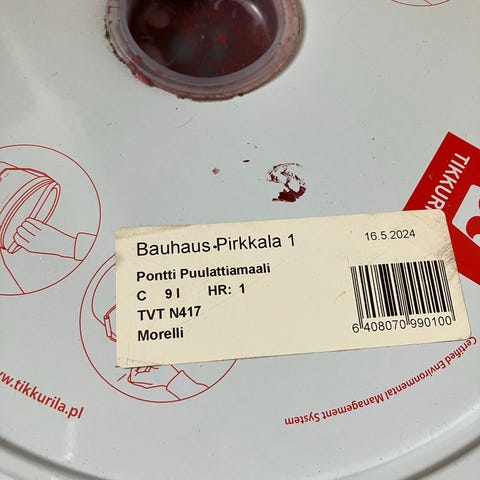 Bauhaus Pirkkala 1
16.5.2024
Pontti Puulattiamaali
C 9 l HR: 1
TVT N417
Morelli
6 408070 990100
TIKKURIL
www.tikkurila.pl
Certified Environmental Management System